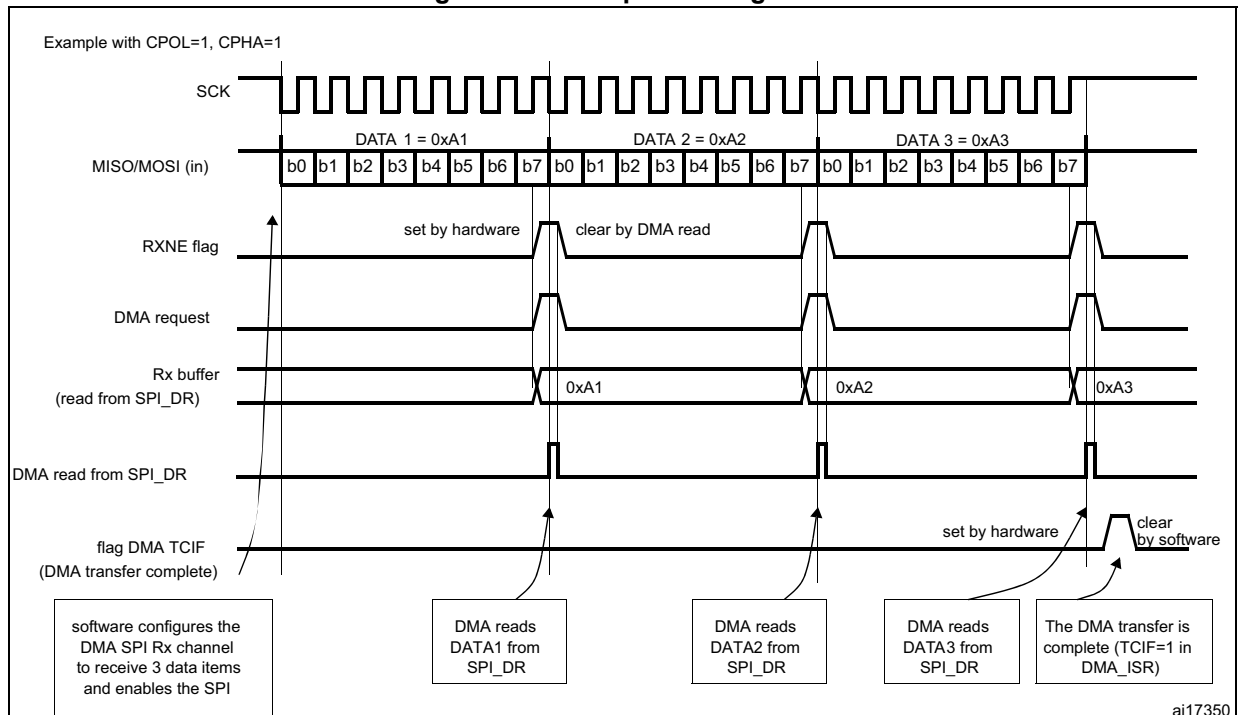 Example with CPOL=1, CPHA=1
SCK
DATA 1 = 0xA1
DATA 2 = 0xA2
DATA 3 = 0xA3
MISO/MOSI (in)
b0 b1 b2 b3 b4 b5 b6 b7 b0 b1 b2 b3 b4 b5 b6 b7 b0 b1 b2 b3 b4 b5 b6 b7
set by hardware
clear by DMA read
RXNE flag
DMA request
Rx buffer
(read from SPI_DR)
0xA1
0xA2
0xA3
DMA read from SPI_DR
flag DMA TCIF
(DMA transfer complete)
set by hardware
clear
by software
software configures the
DMA SPI Rx channel
to receive 3 data items
and enables the SPI
DMA reads
DATA1 from
SPI_DR
DMA reads
DATA2 from
SPI_DR
DMA reads
DATA3 from
SPI_DR
The DMA transfer is
complete (TCIF=1 in
DMA_ISR)
ai17350